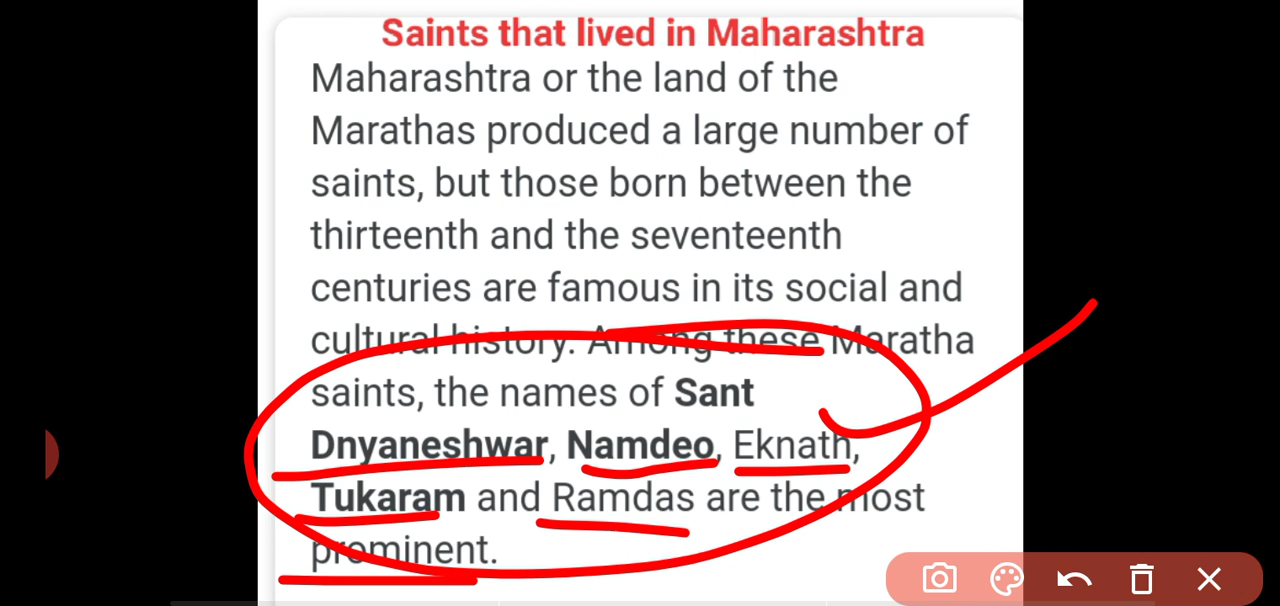 Saints that lived in Maharashtra
Maharashtra or the land of the
Marathas produced a large number of
saints, but those born between the
thirteenth and the seventeenth
centuries are famous in its social and
cultural history. Among these Maratha
saints, the names of Sant
Dnyaneshwar, Namdeo, Eknath,
Tukaram and Ramdas are the most
prominent.